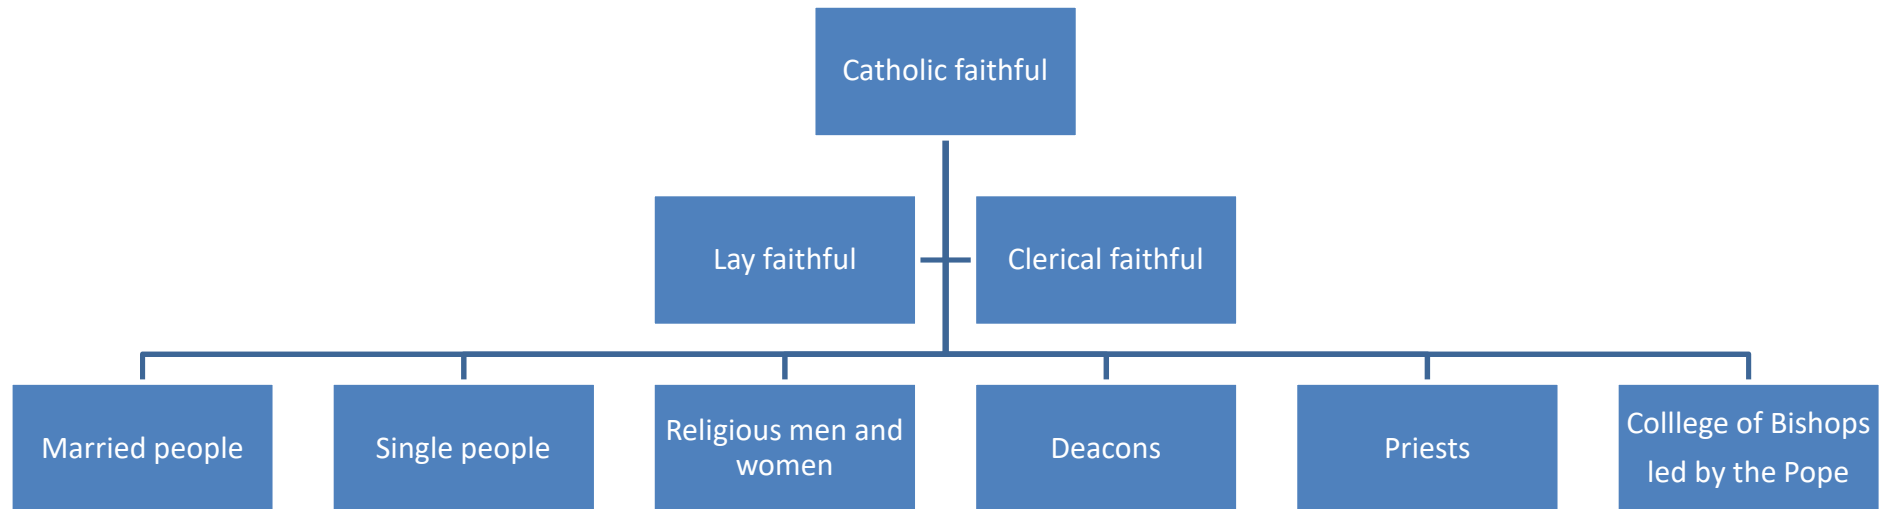 Catholic faithful
Lay faithful
Clerical faithful
Married people
Single people
Religious men and
women
Deacons
Priests
Colllege of Bishops
led by the Pope